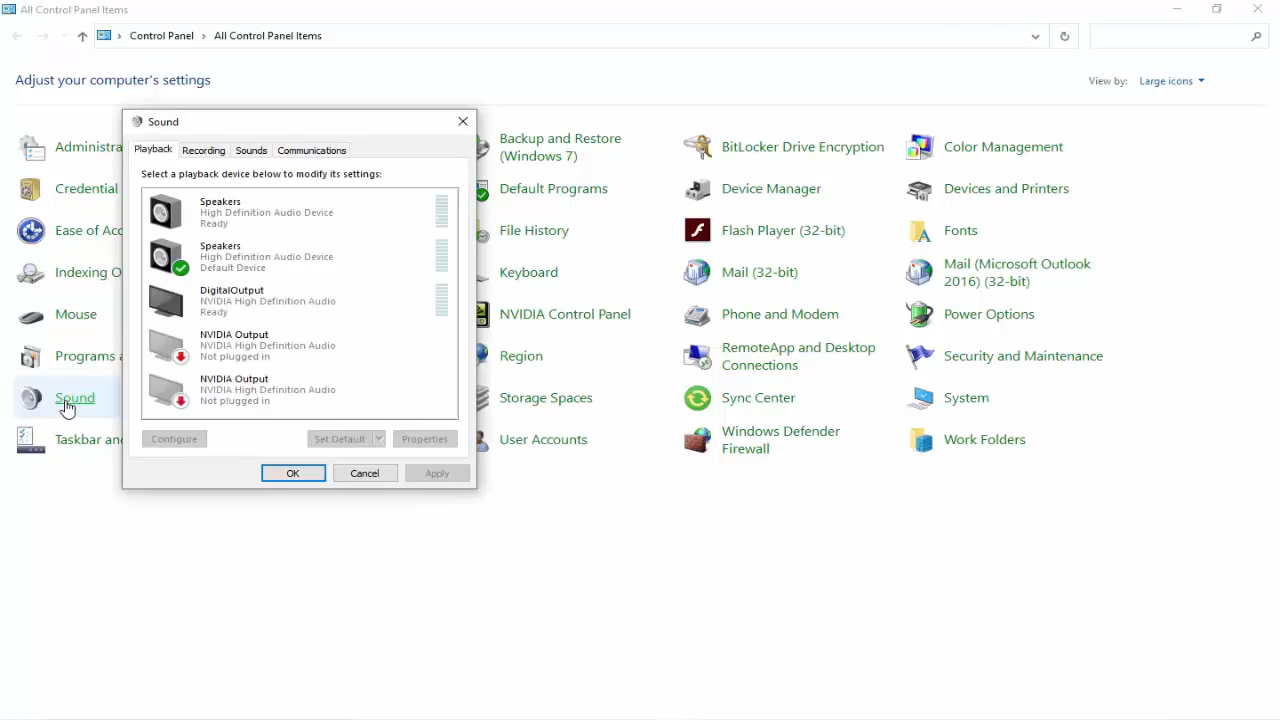 All Control Panel Items
Control Panel › All Control Panel Items
Adjust your computer's settings
View by: Large icons
Administra
Backup and Restore
(Windows 7)
BitLocker Drive Encryption
Color Management
Credential
Default Programs
Device Manager
Devices and Printers
Ease of Acc
File History
Flash Player (32-bit)
Fonts
Indexing O
Keyboard
Mail (32-bit)
Mail (Microsoft Outlook
2016) (32-bit)
Mouse
NVIDIA Control Panel
Phone and Modem
Power Options
Programs a
Region
RemoteApp and Desktop
Connections
Security and Maintenance
Sound
Storage Spaces
Sync Center
System
Taskbar and
User Accounts
Windows Defender
Firewall
Work Folders
Sound
Playback Recording Sounds Communications
Select a playback device below to modify its settings:
Speakers
High Definition Audio Device
Ready
Speakers
High Definition Audio Device
Default Device
DigitalOutput
NVIDIA High Definition Audio
Ready
NVIDIA Output
NVIDIA High Definition Audio
Not plugged in
NVIDIA Output
NVIDIA High Definition Audio
Not plugged in
Configure Set Default Properties
OK Cancel Apply